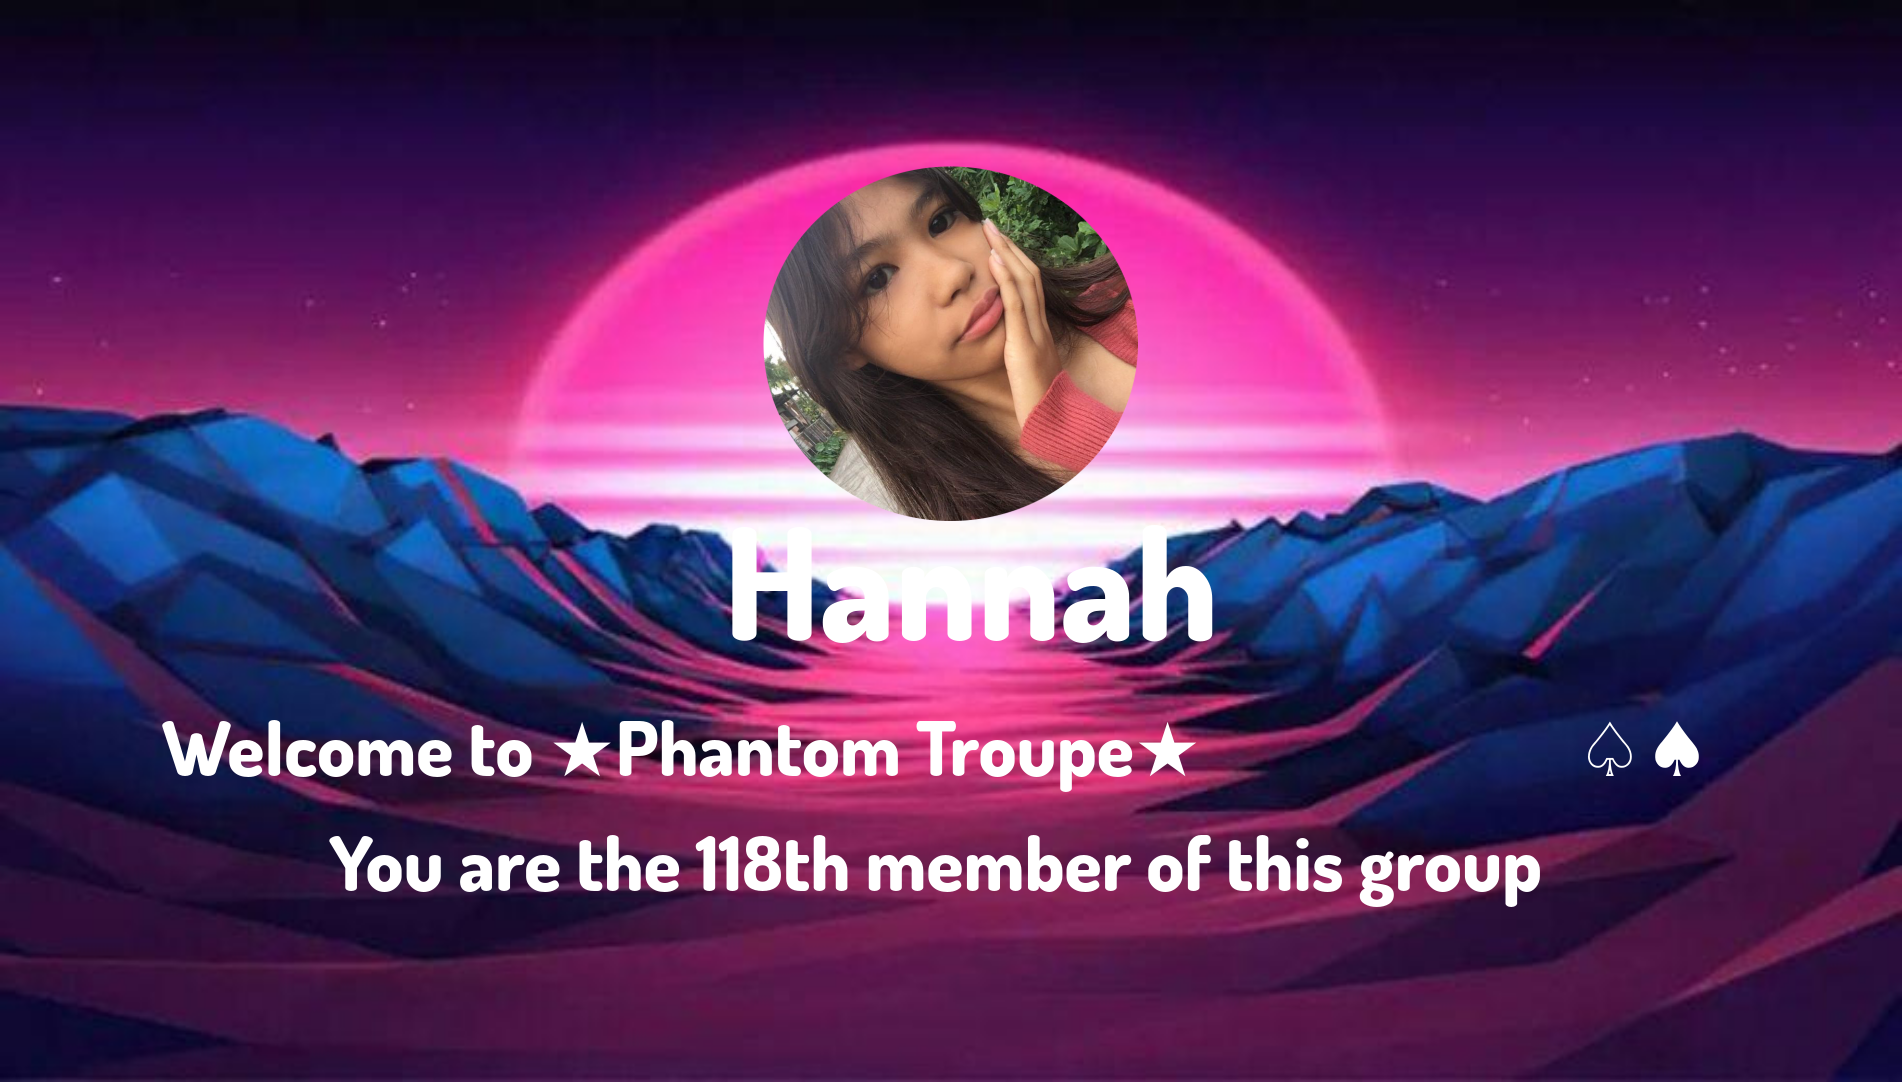 Hannah
Welcome to ★Phantom Troupe★ ♤ ♠
You are the 118th member of this group